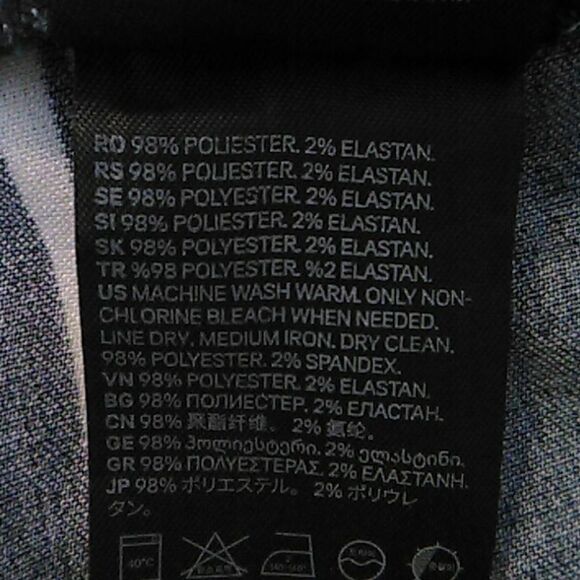 RO 98% POLIESTER. 2% ELASTAN.
RS 98% POLYESTER. 2% ELASTAN.
SE 98% POLYESTER. 2% ELASTAN.
SI 98% POLIESTER. 2% ELASTAN.
SK 98% POLYESTER. 2% ELASTAN.
TR %98 POLYESTER. %2 ELASTAN.
US MACHINE WASH WARM. ONLY NON-
CHLORINE BLEACH WHEN NEEDED.
LINE DRY. MEDIUM IRON. DRY CLEAN.
98% POLYESTER. 2% SPANDEX.
VN 98% POLYESTER. 2% ELASTAN.
BG 98% ПОЛИЕСТЕР. 2% ЕЛАСТАН.
CN 98% 聚酯纤维。 2% 氨纶。
GE 98% პოლიესტერი. 2% ელასტინი.
GR 98% ΠΟΛΥΕΣΤΕΡΑΣ. 2% ΕΛΑΣΤΑΝΗ.
JP 98% ポリエステル。 2% ポリウレ
タン。
40°C